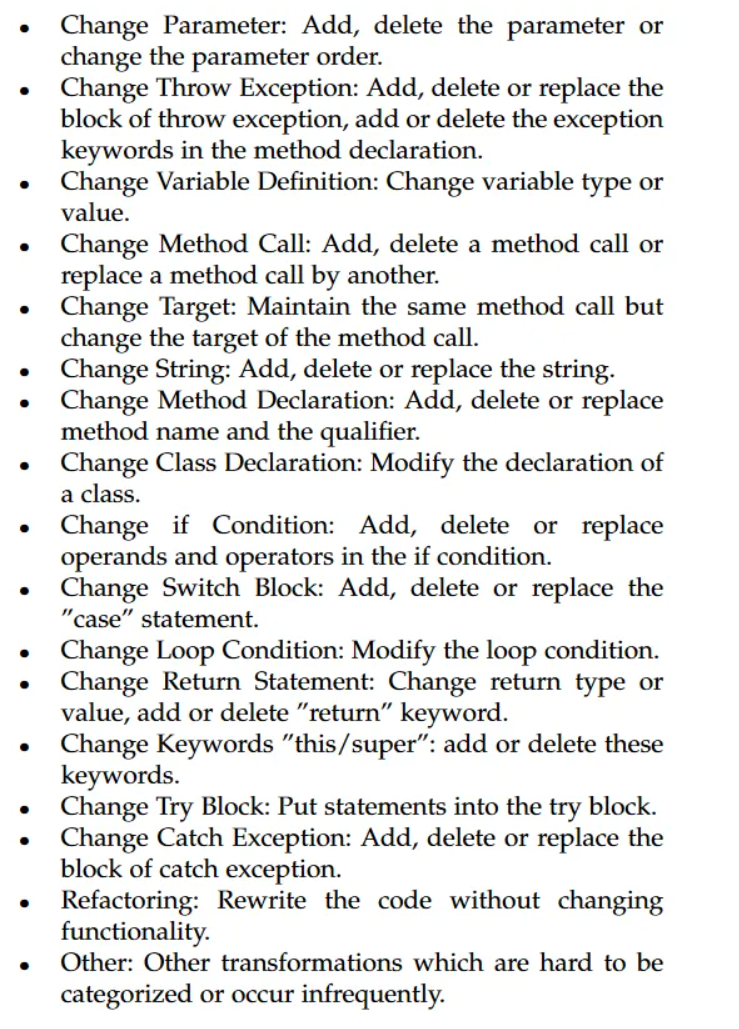 • Change Parameter: Add, delete the parameter or
change the parameter order.
• Change Throw Exception: Add, delete or replace the
block of throw exception, add or delete the exception
keywords in the method declaration.
• Change Variable Definition: Change variable type or
value.
• Change Method Call: Add, delete a method call or
replace a method call by another.
• Change Target: Maintain the same method call but
change the target of the method call.
• Change String: Add, delete or replace the string.
• Change Method Declaration: Add, delete or replace
method name and the qualifier.
• Change Class Declaration: Modify the declaration of
a class.
• Change if Condition: Add, delete or replace
operands and operators in the if condition.
• Change Switch Block: Add, delete or replace the
”case” statement.
• Change Loop Condition: Modify the loop condition.
• Change Return Statement: Change return type or
value, add or delete ”return” keyword.
• Change Keywords ”this/super”: add or delete these
keywords.
• Change Try Block: Put statements into the try block.
• Change Catch Exception: Add, delete or replace the
block of catch exception.
• Refactoring: Rewrite the code without changing
functionality.
• Other: Other transformations which are hard to be
categorized or occur infrequently.